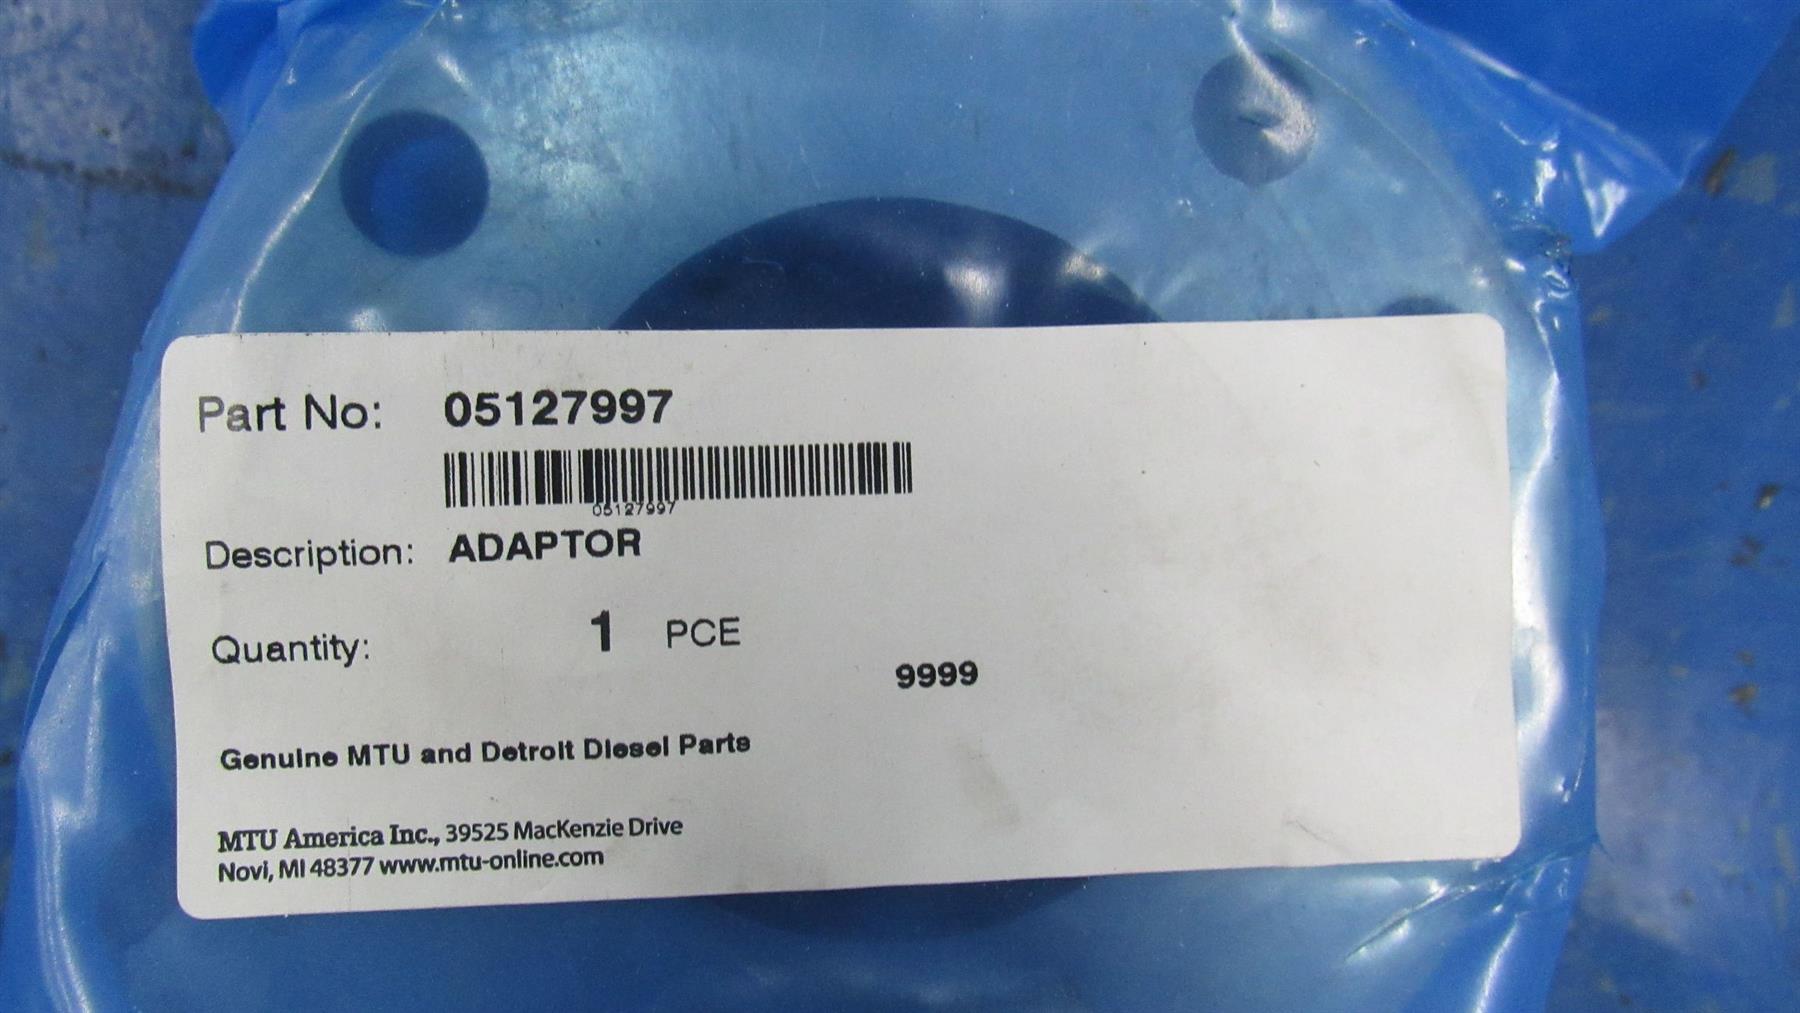 Part No: 05127997
05127997
Description: ADAPTOR
Quantity: 1 PCE
9999
Genuine MTU and Detroit Diesel Parts
MTU America Inc., 39525 MacKenzie Drive
Novi, MI 48377 www.mtu-online.com